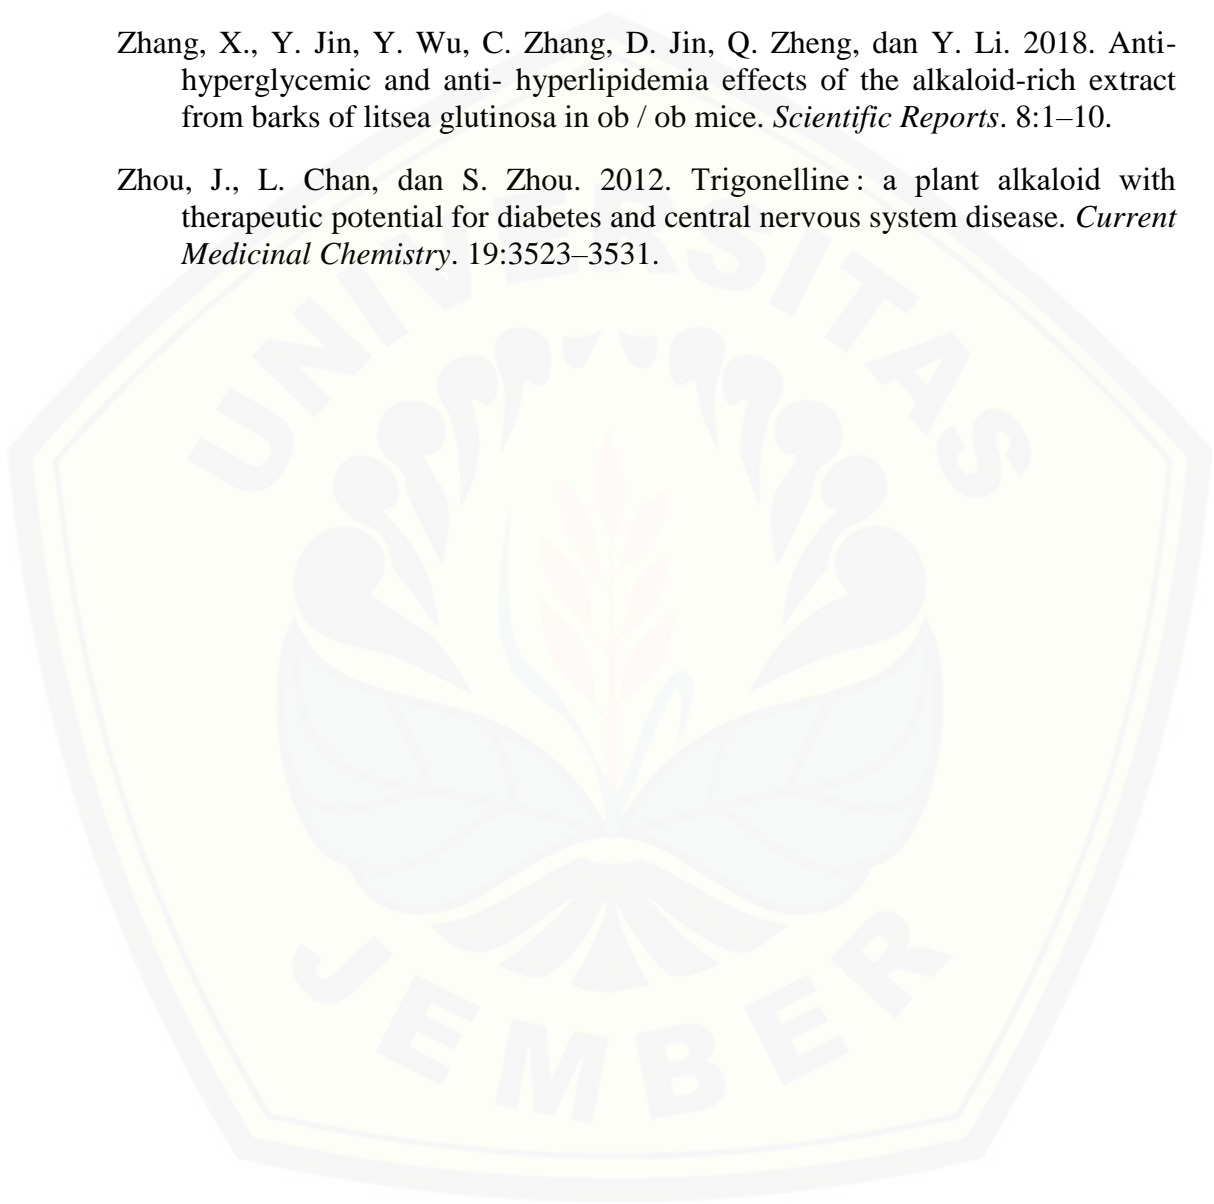 Zhang, X., Y. Jin, Y. Wu, C. Zhang, D. Jin, Q. Zheng, dan Y. Li. 2018. Anti-
hyperglycemic and anti- hyperlipidemia effects of the alkaloid-rich extract
from barks of litsea glutinosa in ob / ob mice. Scientific Reports. 8:1–10.
Zhou, J., L. Chan, dan S. Zhou. 2012. Trigonelline : a plant alkaloid with
therapeutic potential for diabetes and central nervous system disease. Current
Medicinal Chemistry. 19:3523–3531.
UNIVERSITAS
JEMBER